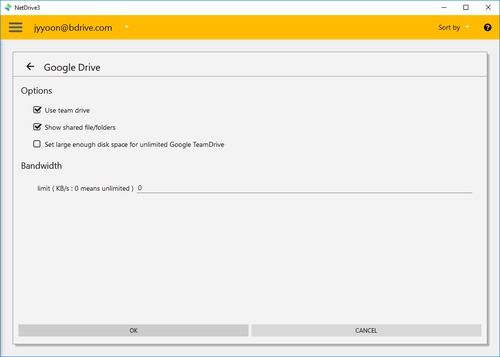 NetDrive3
jyyoon@bdrive.com
Sort by
Google Drive
Options
Use team drive
Show shared file/folders
Set large enough disk space for unlimited Google TeamDrive
Bandwidth
limit ( KB/s : 0 means unlimited ) 0
OK
CANCEL